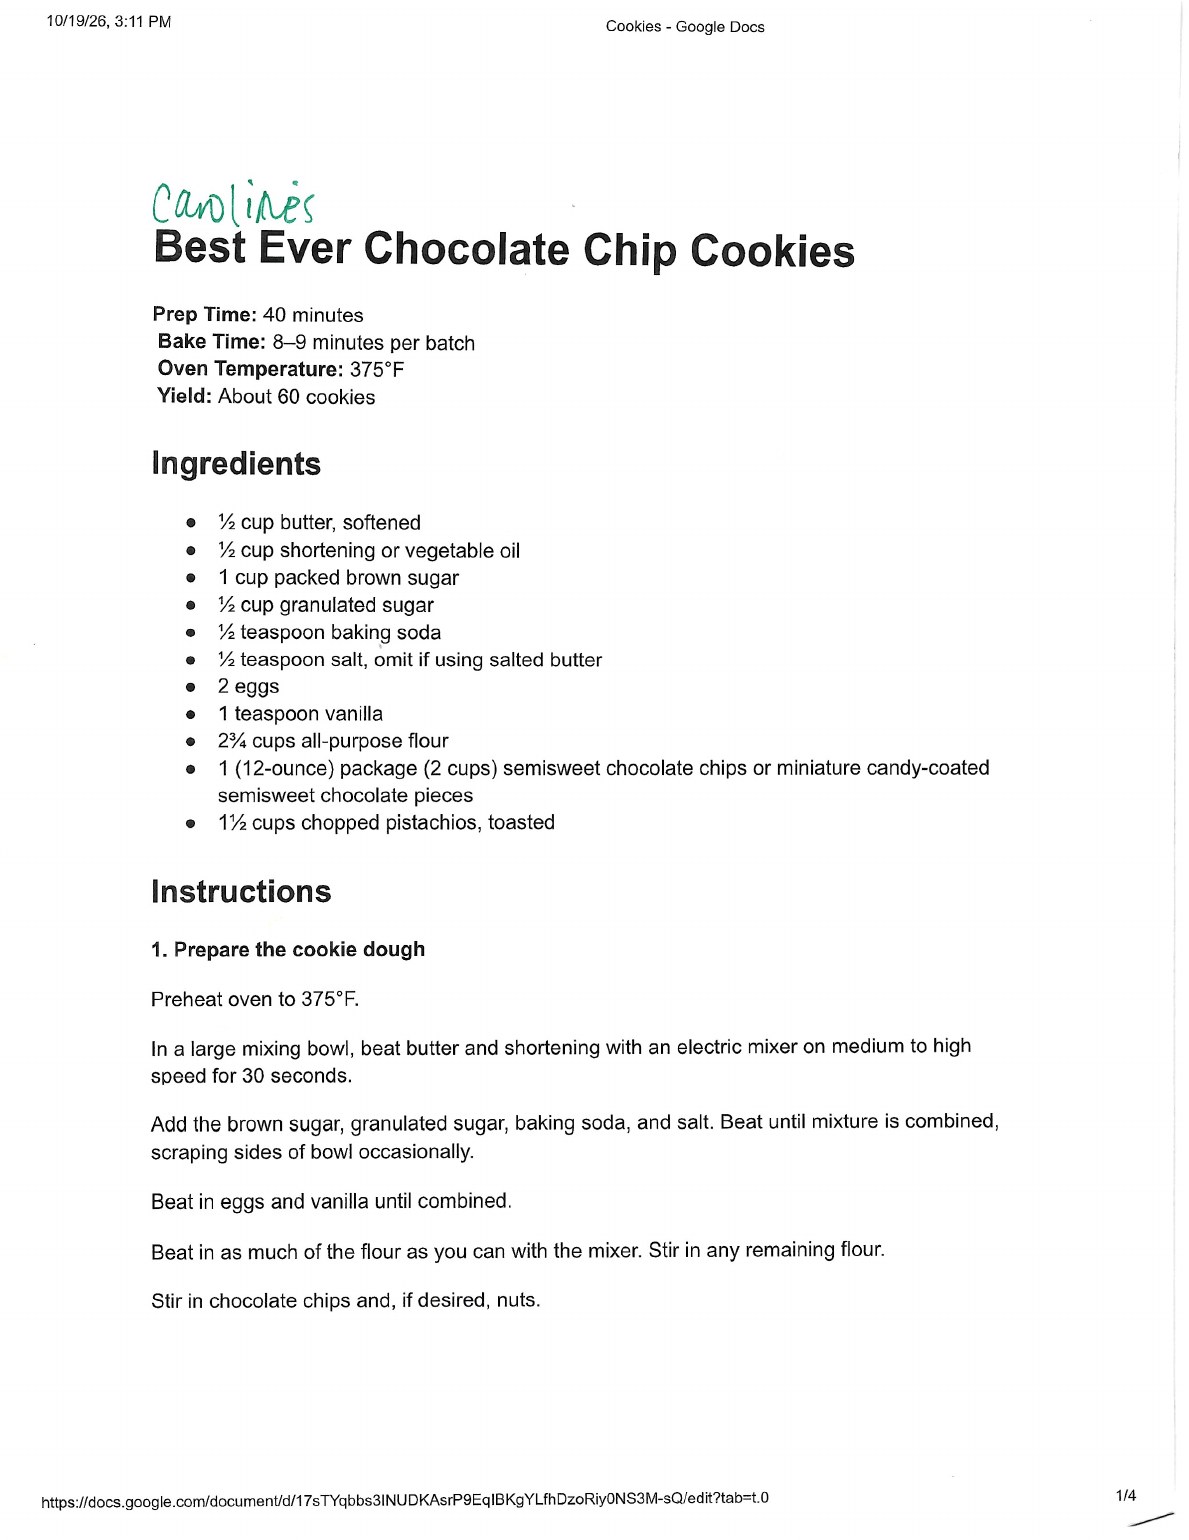 10/19/26, 3:11 PM
Cookies - Google Docs
Caroline's
Best Ever Chocolate Chip Cookies
Prep Time: 40 minutes
Bake Time: 8–9 minutes per batch
Oven Temperature: 375°F
Yield: About 60 cookies
Ingredients
● ½ cup butter, softened
● ½ cup shortening or vegetable oil
● 1 cup packed brown sugar
● ½ cup granulated sugar
● ½ teaspoon baking soda
● ½ teaspoon salt, omit if using salted butter
● 2 eggs
● 1 teaspoon vanilla
● 2¾ cups all-purpose flour
● 1 (12-ounce) package (2 cups) semisweet chocolate chips or miniature candy-coated
semisweet chocolate pieces
● 1½ cups chopped pistachios, toasted
Instructions
1. Prepare the cookie dough
Preheat oven to 375°F.
In a large mixing bowl, beat butter and shortening with an electric mixer on medium to high
speed for 30 seconds.
Add the brown sugar, granulated sugar, baking soda, and salt. Beat until mixture is combined,
scraping sides of bowl occasionally.
Beat in eggs and vanilla until combined.
Beat in as much of the flour as you can with the mixer. Stir in any remaining flour.
Stir in chocolate chips and, if desired, nuts.
https://docs.google.com/document/d/17sTYqbbs3INUDKAsrP9EqIBKgYLfhDzoRiy0NS3M-sQ/edit?tab=t.0
1/4